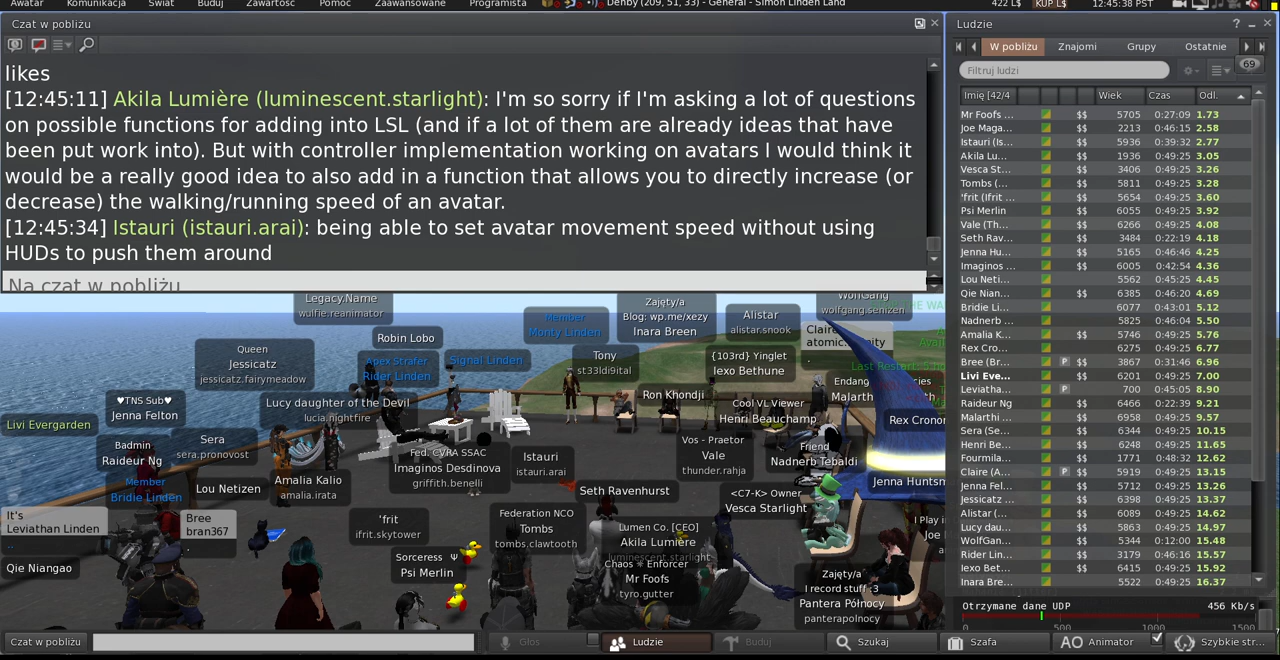 Awatar Komunikacja Świat Buduj Zawartość Pomoc Zaawansowane Programista Denby (209, 51, 33) - General - Simon Linden Land 422 L$ KUP L$ 12:45:38 PST
Czat w pobliżu
likes
[12:45:11] Akila Lumière (luminescent.starlight): I'm so sorry if I'm asking a lot of questions
on possible functions for adding into LSL (and if a lot of them are already ideas that have
been put work into). But with controller implementation working on avatars I would think it
would be a really good idea to also add in a function that allows you to directly increase (or
decrease) the walking/running speed of an avatar.
[12:45:34] Istauri (istauri.arai): being able to set avatar movement speed without using
HUDs to push them around
Na czat w pobliżu
Legacy.Name
wulfie.reanimator
Robin Lobo
Queen
Jessicatz
jessicatz.fairymeadow
Apex Strafer
Rider Linden
Signal Linden
Member
Monty Linden
Zajęty/a
Blog: wp.me/xezy
Inara Breen
Alistar
alistar.snook
WolfGang
wolfgang.senizen
Tony
st33ldi9ital
{103rd} Yinglet
Iexo Bethune
♥TNS Sub♥
Jenna Felton
Lucy daughter of the Devil
lucia.nightfire
Ron Khondji
Cool VL Viewer
Henri Beauchamp
Rex Cronon
Livi Evergarden
Badmin
Raideur Ng
Sera
sera.pronovost
Fed. CYRA SSAC
Imaginos Desdinova
griffith.benelli
Istauri
istauri.arai
Vos - Praetor
Vale
thunder.rahja
Friend
Nadnerb Tebaldi
Member
Bridie Linden
Lou Netizen
Amalia Kalio
amalia.irata
Seth Ravenhurst
<C7-K> Owner
Vesca Starlight
It's
Leviathan Linden
..
Bree
bran367
.
'frit
ifrit.skytower
Federation NCO
Tombs
tombs.clawtooth
Lumen Co. [CEO]
Akila Lumière
luminescent.starlight
Qie Niangao
Sorceress Ψ
Psi Merlin
Chaos ☀ Enforcer
Mr Foofs
tyro.gutter
Zajęty/a
I record stuff :3
Pantera Północy
panterapolnocy
Ludzie
W pobliżu Znajomi Grupy Ostatnie
Filtruj ludzi 69
Imię [42/4 Wiek Czas Odl.
Mr Foofs ... $$ 5705 0:27:09 1.73
Joe Maga... $$ 2213 0:46:15 2.58
Istauri (Is... $$ 5936 0:39:32 2.77
Akila Lu... $$ 1936 0:49:25 3.05
Vesca St... $$ 3406 0:49:25 3.26
Tombs (... $$ 5811 0:49:25 3.28
'frit (Ifrit ... $$ 5654 0:49:25 3.60
Psi Merlin $$ 6055 0:49:25 3.92
Vale (Th... $$ 6266 0:49:25 4.08
Seth Rav... $$ 3484 0:22:19 4.18
Jenna Hu... $$ 5165 0:46:46 4.25
Imaginos ... $$ 6005 0:42:54 4.36
Lou Neti... 5562 0:45:25 4.45
Qie Nian... $$ 6385 0:46:20 4.69
Bridie Li... 6077 0:43:01 5.12
Nadnerb ... 5825 0:46:04 5.50
Amalia K... $$ 5746 0:49:25 5.76
Rex Cro... 6275 0:49:25 6.77
Bree (Br... P $$ 3867 0:31:46 6.96
Livi Eve... $$ 6201 0:49:25 7.00
Leviatha... P 700 0:45:05 8.90
Raideur Ng $$ 6466 0:22:39 9.21
Malarthi ... $$ 6958 0:49:25 9.57
Sera (Se... $$ 6344 0:49:25 10.15
Henri Be... $$ 6248 0:49:25 11.65
Fourmila... $$ 1771 0:48:32 12.62
Claire (A... P $$ 5919 0:49:25 13.15
Jenna Fel... $$ 5712 0:49:25 13.26
Jessicatz ... $$ 6398 0:49:25 13.37
Alistar (... $$ 6089 0:49:25 14.62
Lucy dau... $$ 5863 0:49:25 14.97
WolfGan... $$ 5344 0:12:00 15.48
Rider Lin... $$ 3179 0:46:16 15.57
Iexo Bet... $$ 6415 0:49:25 15.92
Inara Bre... 5522 0:49:25 16.37
Otrzymane dane UDP 456 Kb/s
0 500 1000 1500
Czat w pobliżu Głos Ludzie Buduj Szukaj Szafa AO Animator Szybkie str...